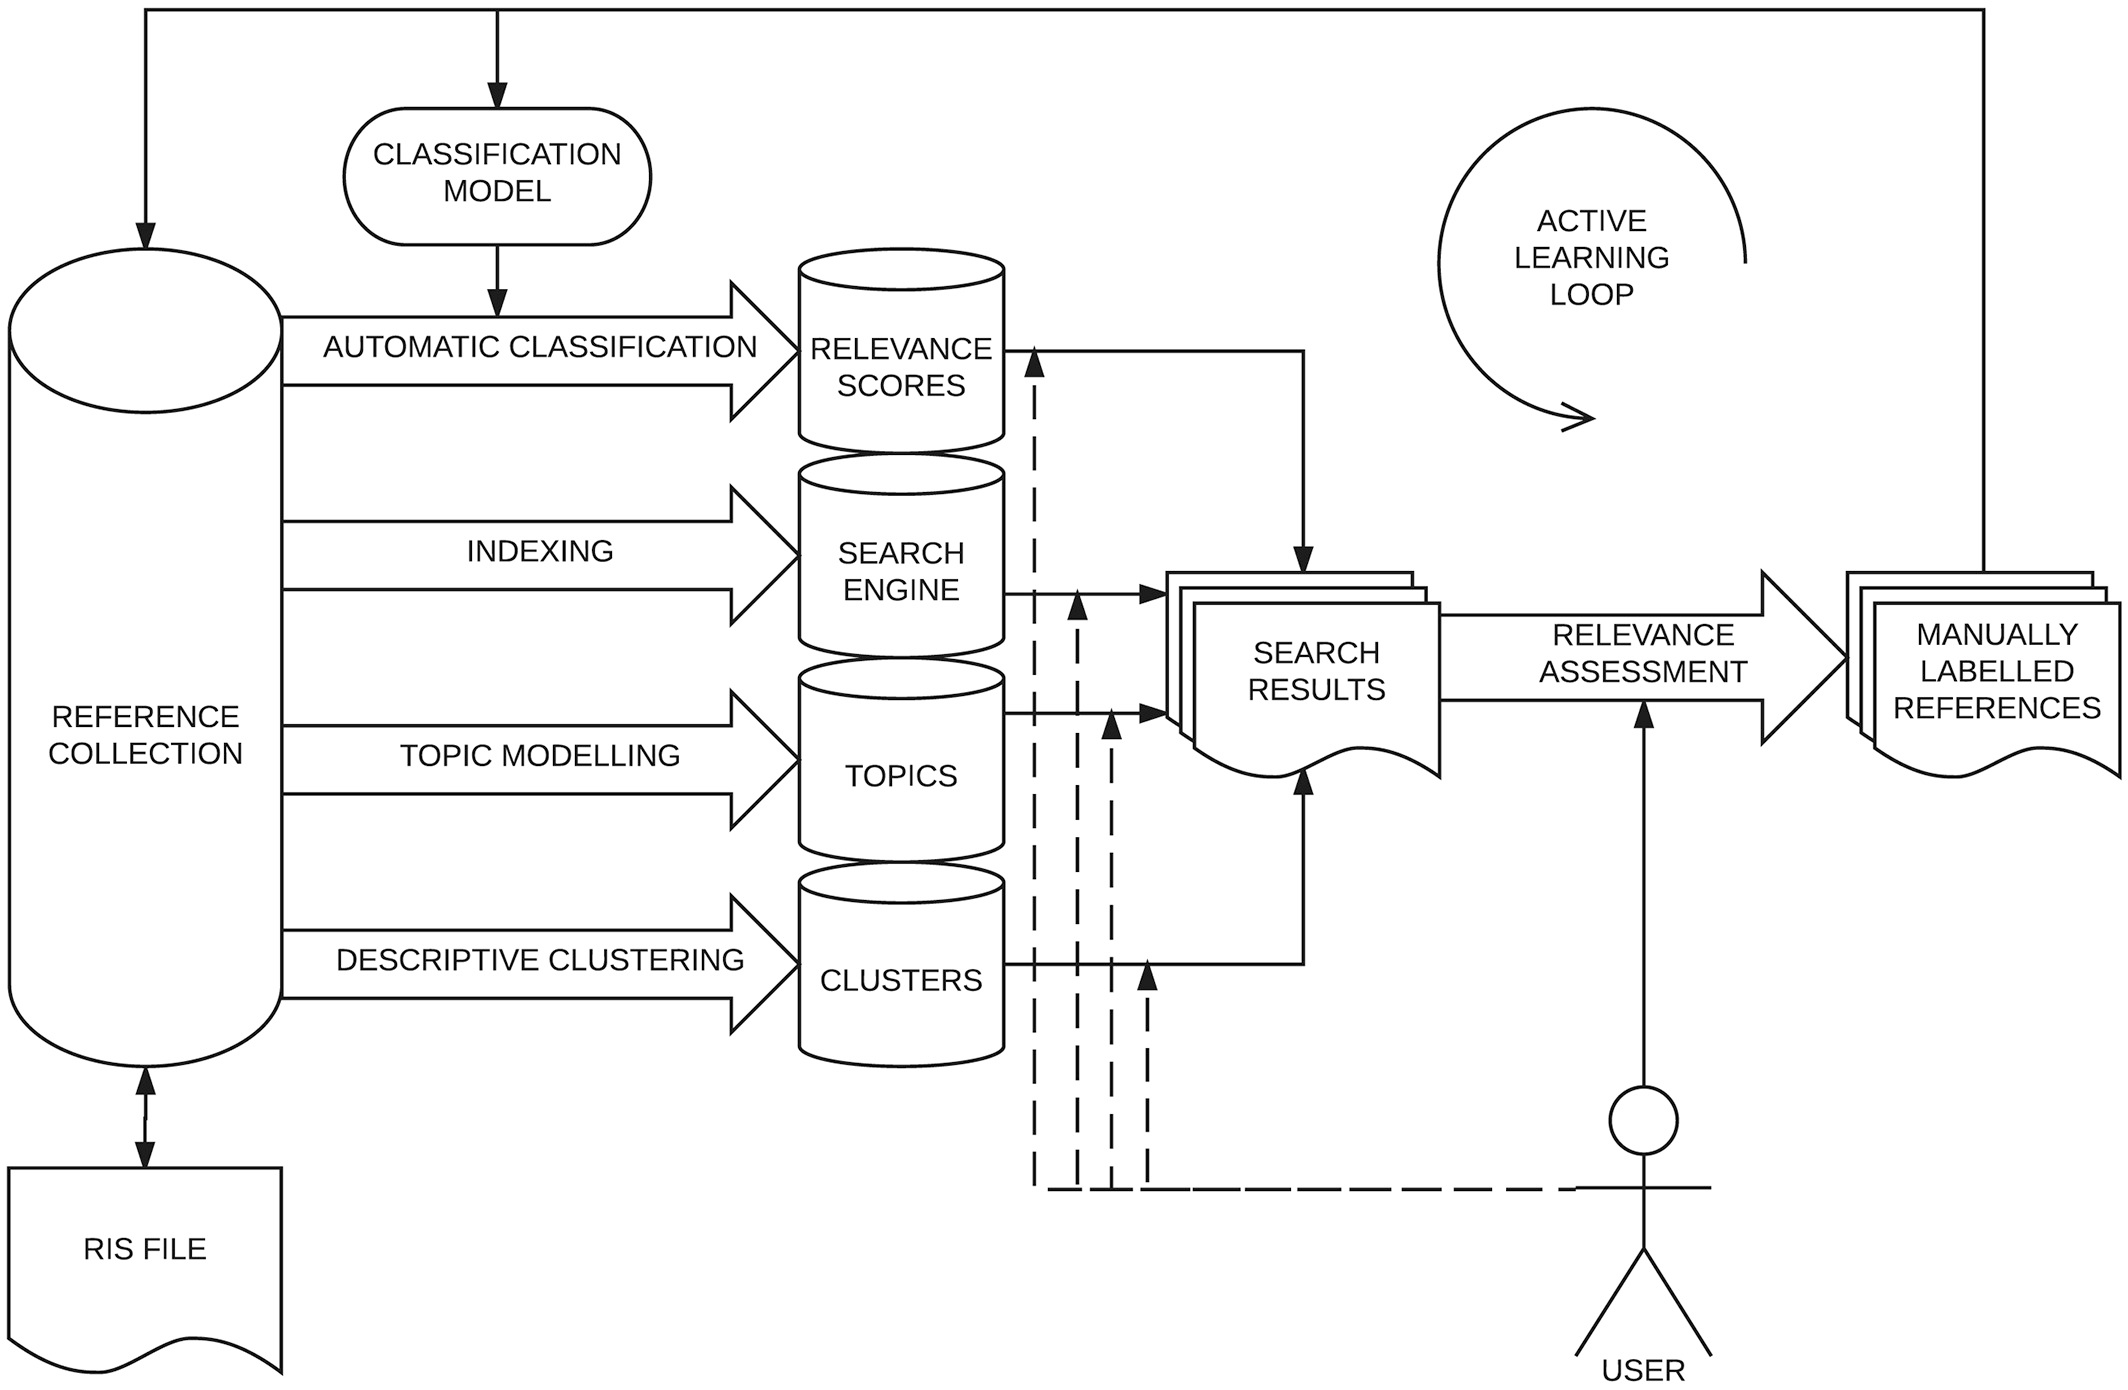 CLASSIFICATION
MODEL
ACTIVE
LEARNING
LOOP
AUTOMATIC CLASSIFICATION
RELEVANCE
SCORES
INDEXING
SEARCH
ENGINE
SEARCH
RESULTS
RELEVANCE
ASSESSMENT
MANUALLY
LABELLED
REFERENCES
REFERENCE
COLLECTION
TOPIC MODELLING
TOPICS
DESCRIPTIVE CLUSTERING
CLUSTERS
RIS FILE
USER